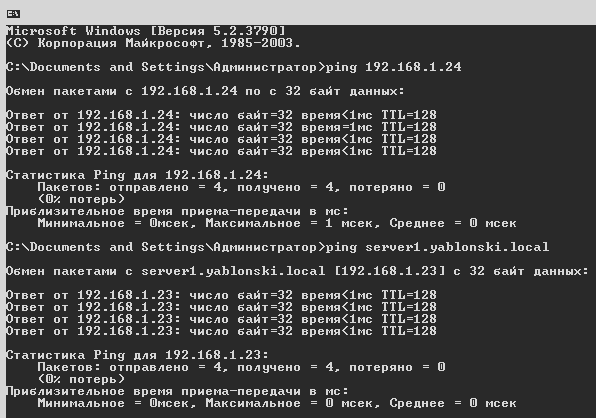 Microsoft Windows [Версия 5.2.3790]
(C) Корпорация Майкрософт, 1985-2003.
C:\Documents and Settings\Администратор>ping 192.168.1.24
Обмен пакетами с 192.168.1.24 по с 32 байт данных:
Ответ от 192.168.1.24: число байт=32 время<1мс TTL=128
Ответ от 192.168.1.24: число байт=32 время=1мс TTL=128
Ответ от 192.168.1.24: число байт=32 время<1мс TTL=128
Ответ от 192.168.1.24: число байт=32 время<1мс TTL=128
Статистика Ping для 192.168.1.24:
Пакетов: отправлено = 4, получено = 4, потеряно = 0
(0% потерь)
Приблизительное время приема-передачи в мс:
Минимальное = 0мсек, Максимальное = 1 мсек, Среднее = 0 мсек
C:\Documents and Settings\Администратор>ping server1.yablonski.local
Обмен пакетами с server1.yablonski.local [192.168.1.23] с 32 байт данных:
Ответ от 192.168.1.23: число байт=32 время<1мс TTL=128
Ответ от 192.168.1.23: число байт=32 время<1мс TTL=128
Ответ от 192.168.1.23: число байт=32 время<1мс TTL=128
Ответ от 192.168.1.23: число байт=32 время<1мс TTL=128
Статистика Ping для 192.168.1.23:
Пакетов: отправлено = 4, получено = 4, потеряно = 0
(0% потерь)
Приблизительное время приема-передачи в мс:
Минимальное = 0мсек, Максимальное = 0 мсек, Среднее = 0 мсек